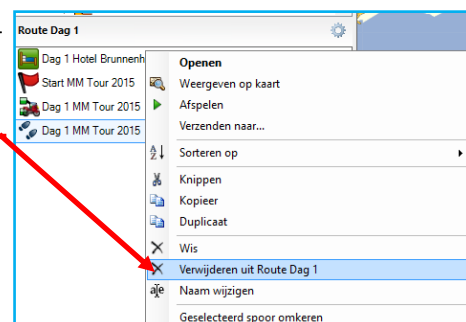 Route Dag 1
Dag 1 Hotel Brunnenh
Start MM Tour 2015
Dag 1 MM Tour 2015
Dag 1 MM Tour 2015
Openen
Weergeven op kaart
Afspelen
Verzenden naar...
Sorteren op
Knippen
Kopieer
Duplicaat
Wis
Verwijderen uit Route Dag 1
Naam wijzigen
Geselecteerd spoor omkeren